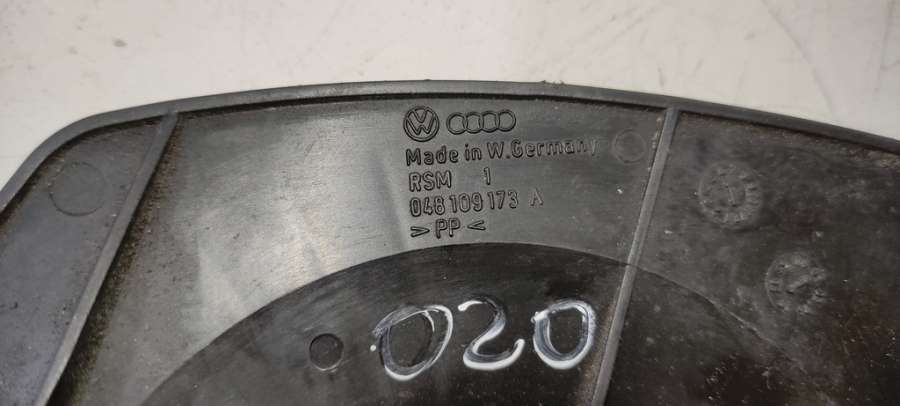 Made in W.Germany
RSM 1
048 109 173 A
>PP<
020